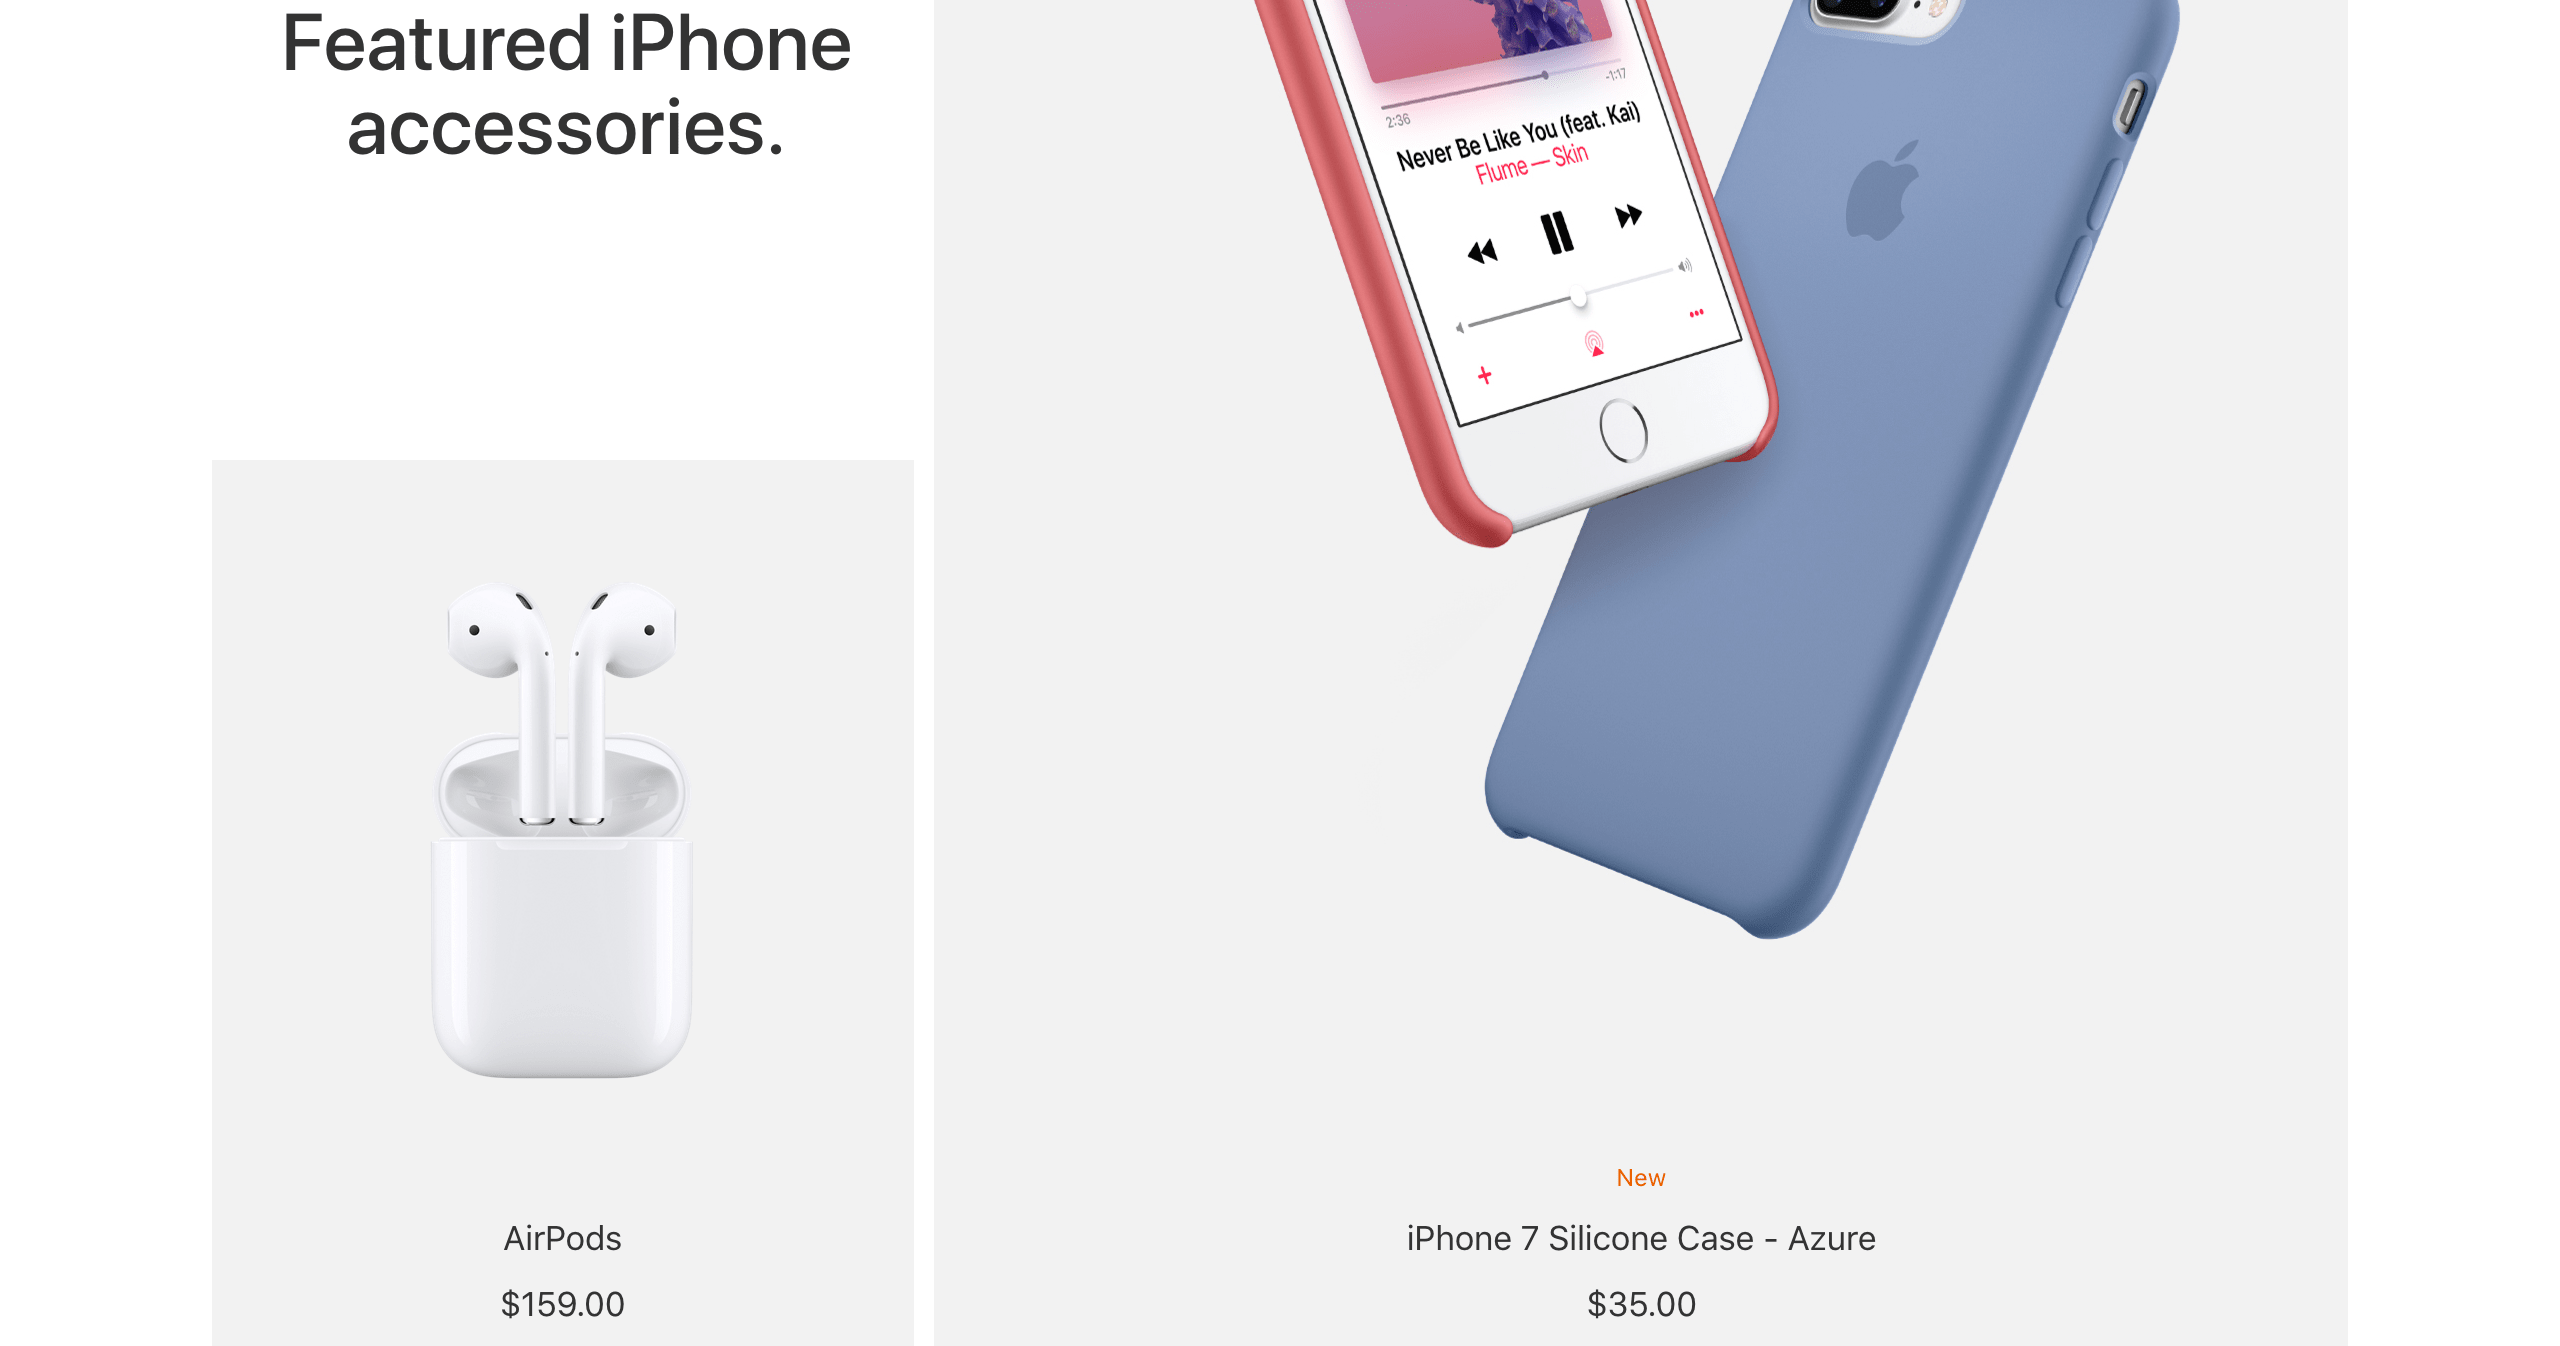 Featured iPhone
accessories.
2:36
-1:17
Never Be Like You (feat. Kai)
Flume — Skin
AirPods
$159.00
New
iPhone 7 Silicone Case - Azure
$35.00